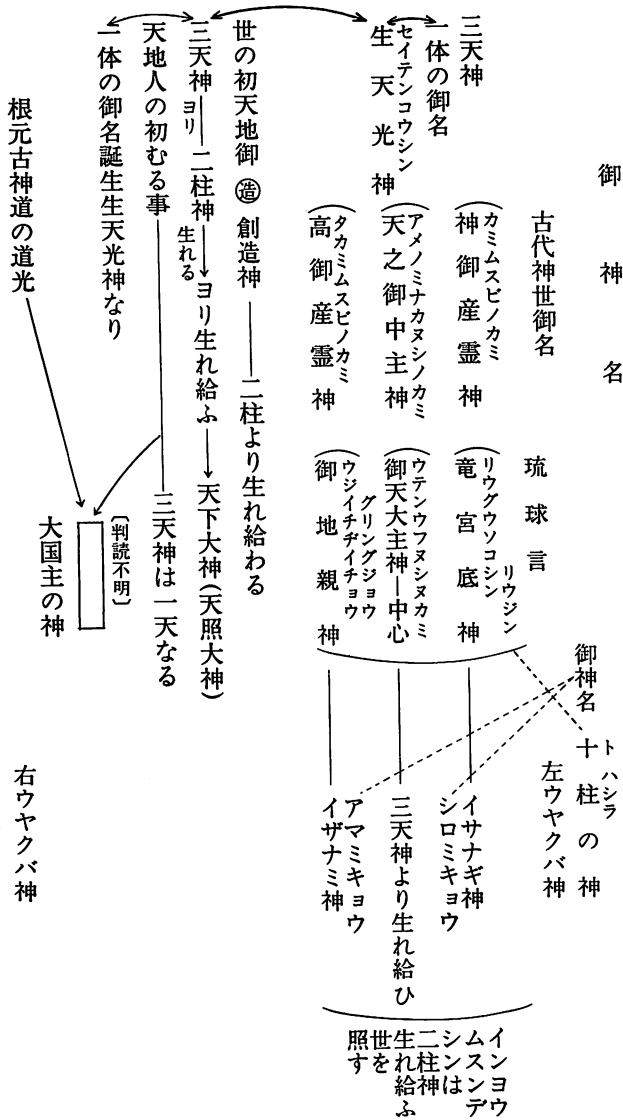 御神名
古代神世御名
琉球言
御神名
トハシラ
十柱の神
左ウヤクバ神
三天神
一体の御名
セイテンコウシン
生天光神
カミムスビノカミ
神御産霊神
アメノミナカヌシノカミ
天之御中主神
タカミムスビノカミ
高御産霊神
リウジン
リウグウソコシン
竜宮底神
ウテンウフヌシヌカミ
御天大主神―中心
グリングジョウ
ウジイチヂイチョウ
御地親神
イサナギ神
シロミキョウ
三天神より生れ給ひ
アマミキョウ
イザナミ神
インヨウ
ムスンデ
シンは
二柱神
生れ給ふ
世を
照す
世の初天地御造創造神―二柱より生れ給わる
三天神ヨリ―二柱神生れる→ヨリ生れ給ふ→天下大神(天照大神)
天地人の初むる事―三天神は一天なる
一体の御名誕生生天光神なり
〔判読不明〕
根元古神道の道光
大国主の神
右ウヤクバ神